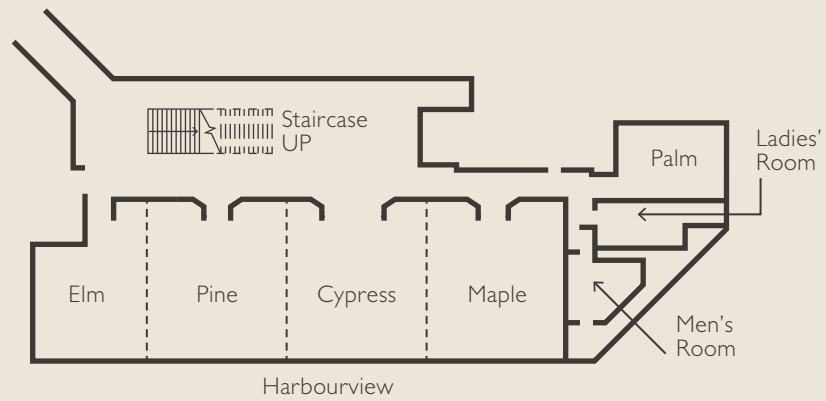 Staircase
UP
Ladies’
Room
Palm
Elm
Pine
Cypress
Maple
Men’s
Room
Harbourview